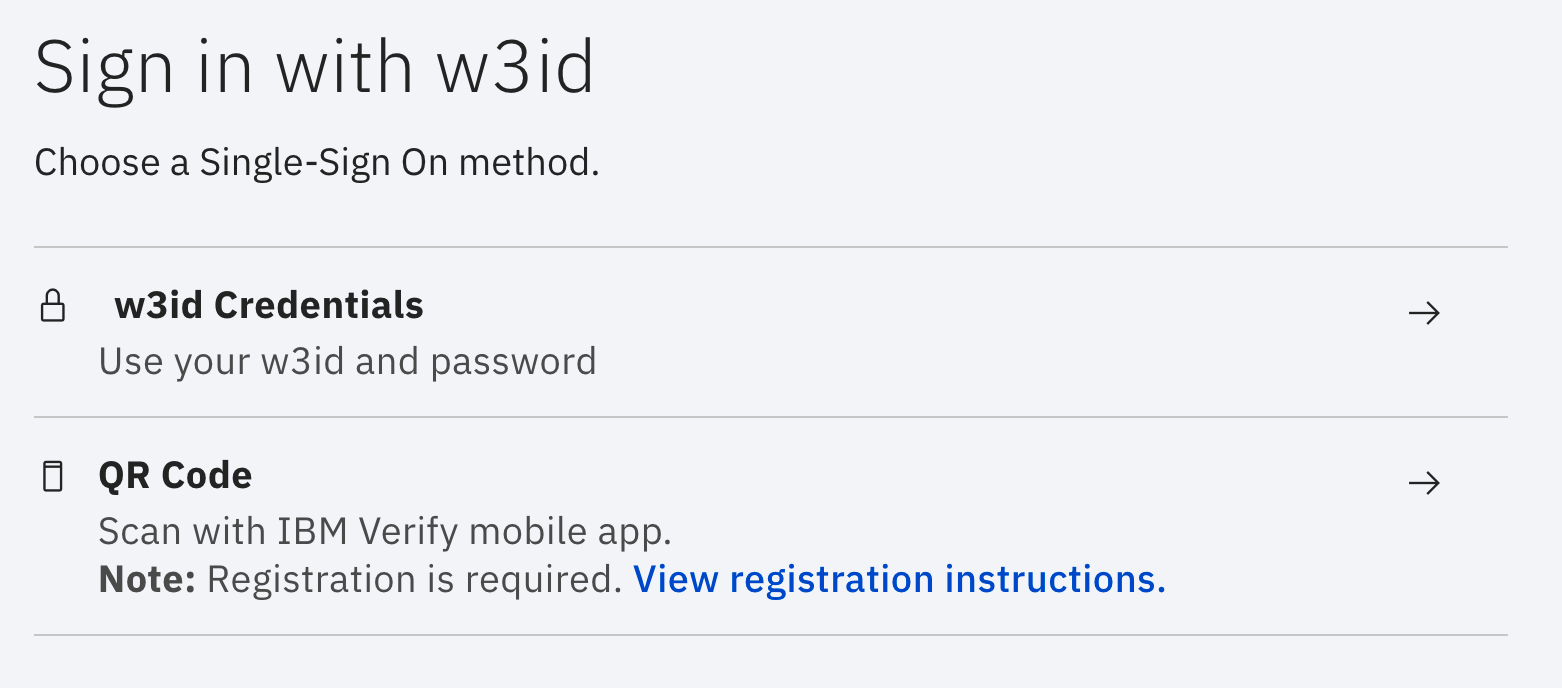 Sign in with w3id
Choose a Single-Sign On method.
w3id Credentials
Use your w3id and password
QR Code
Scan with IBM Verify mobile app.
Note: Registration is required. View registration instructions.